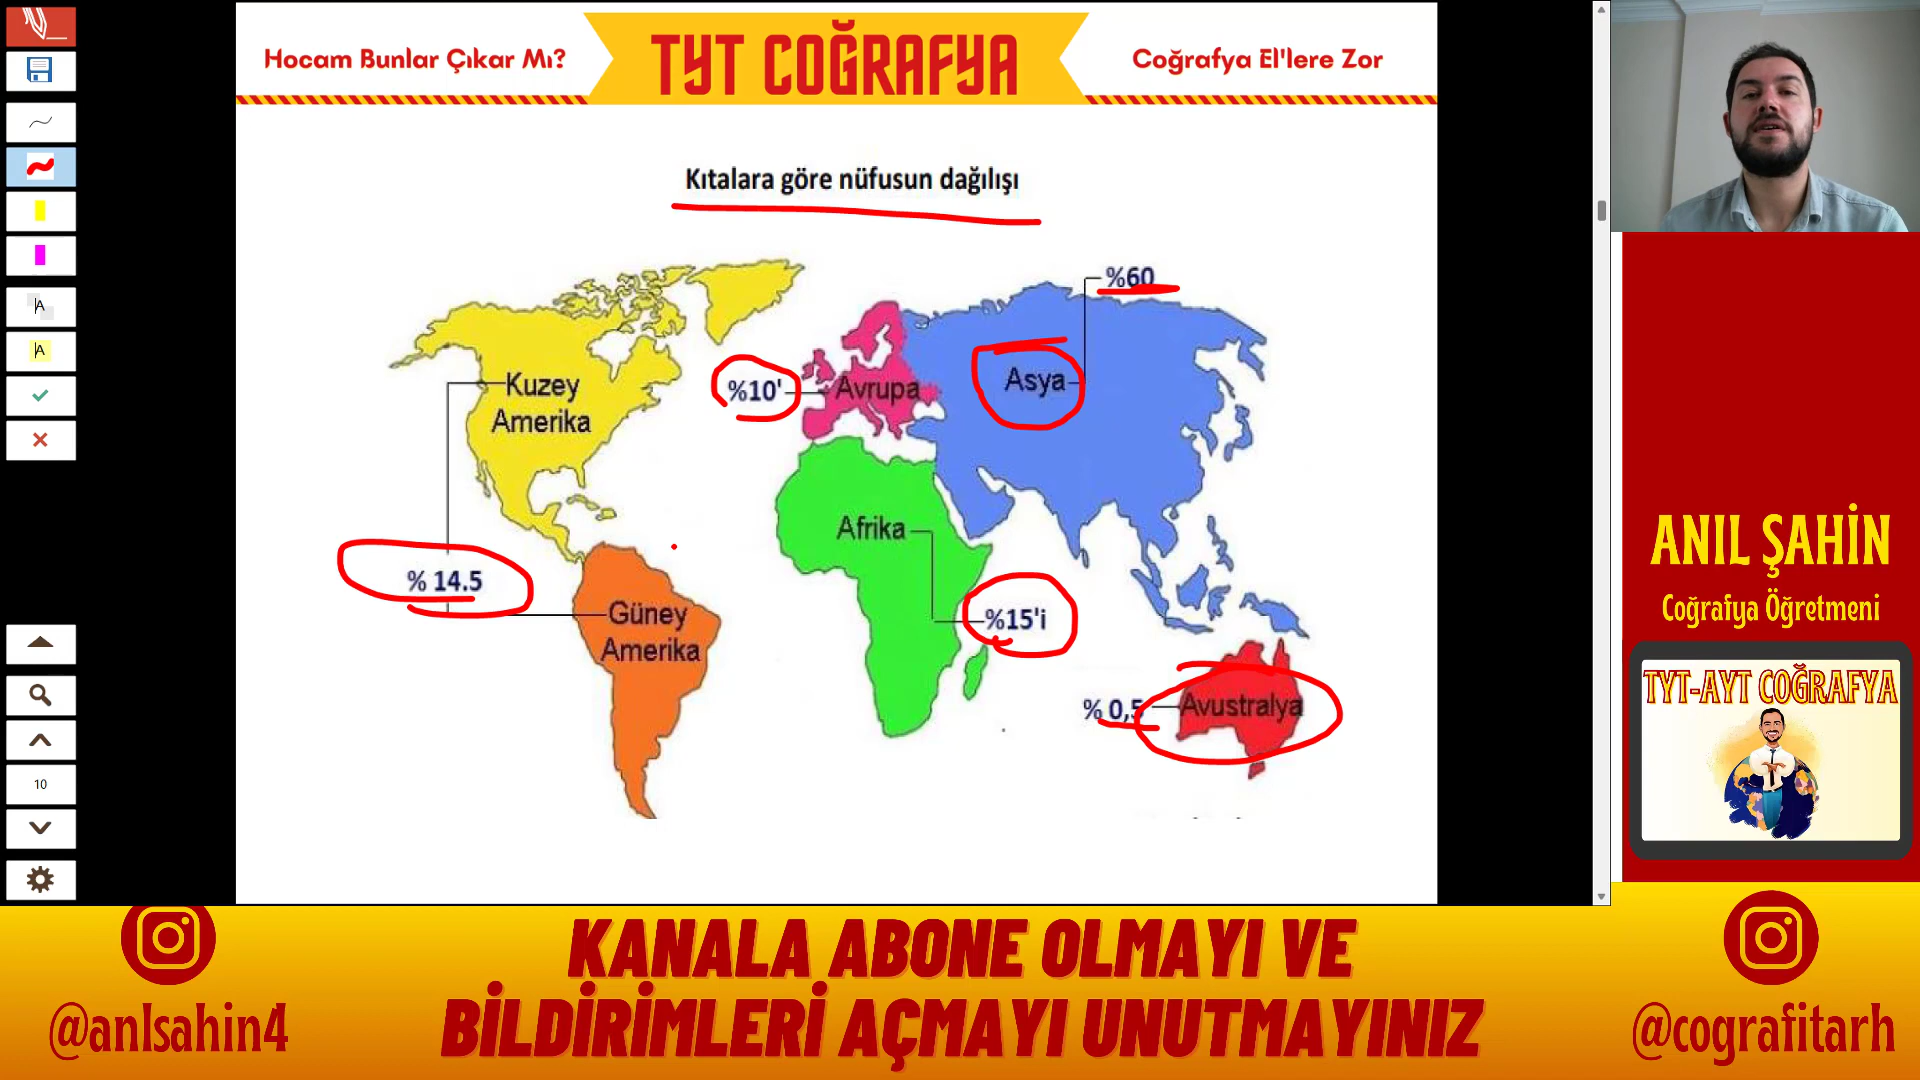 Hocam Bunlar Çıkar Mı?
TYT COĞRAFYA
Coğrafya El'lere Zor
Kıtalara göre nüfusun dağılışı
%60
Kuzey
Amerika
%10'
Avrupa
Asya
Afrika
% 14.5
Güney
Amerika
%15'i
% 0,5
Avustralya
A
A
10
ANIL ŞAHİN
Coğrafya Öğretmeni
TYT-AYT COĞRAFYA
KANALA ABONE OLMAYI VE
BİLDİRİMLERİ AÇMAYI UNUTMAYINIZ
@anlsahin4
@cografitarh